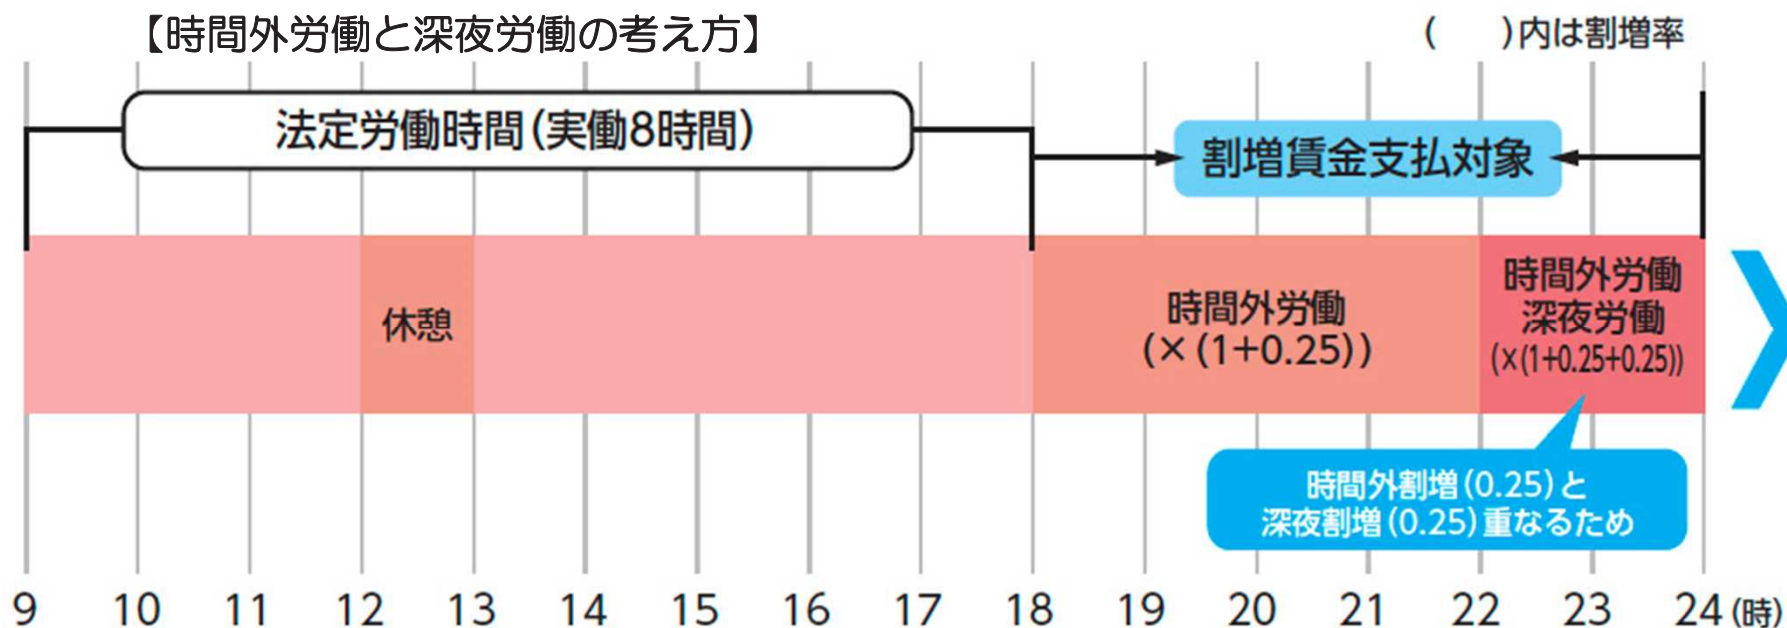 【時間外労働と深夜労働の考え方】
(　　)内は割増率
法定労働時間(実働8時間)
割増賃金支払対象
休憩
時間外労働
(×(1+0.25))
時間外労働
深夜労働
(×(1+0.25+0.25))
時間外割増(0.25)と
深夜割増(0.25)重なるため
9 10 11 12 13 14 15 16 17 18 19 20 21 22 23 24(時)